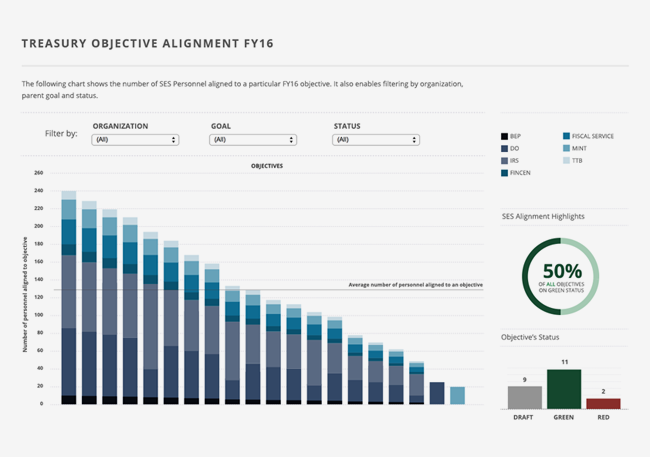 TREASURY OBJECTIVE ALIGNMENT FY16
The following chart shows the number of SES Personnel aligned to a particular FY16 objective. It also enables filtering by organization,
parent goal and status.
Filter by:
ORGANIZATION
GOAL
STATUS
(All)
(All)
(All)
OBJECTIVES
Number of personnel aligned to objective
260
240
220
200
180
160
140
120
100
80
60
40
20
0
Average number of personnel aligned to an objective
BEP
DO
IRS
FINCEN
FISCAL SERVICE
MINT
TTB
SES Alignment Highlights
50%
OF ALL OBJECTIVES
ON GREEN STATUS
Objective's Status
9
11
2
DRAFT
GREEN
RED